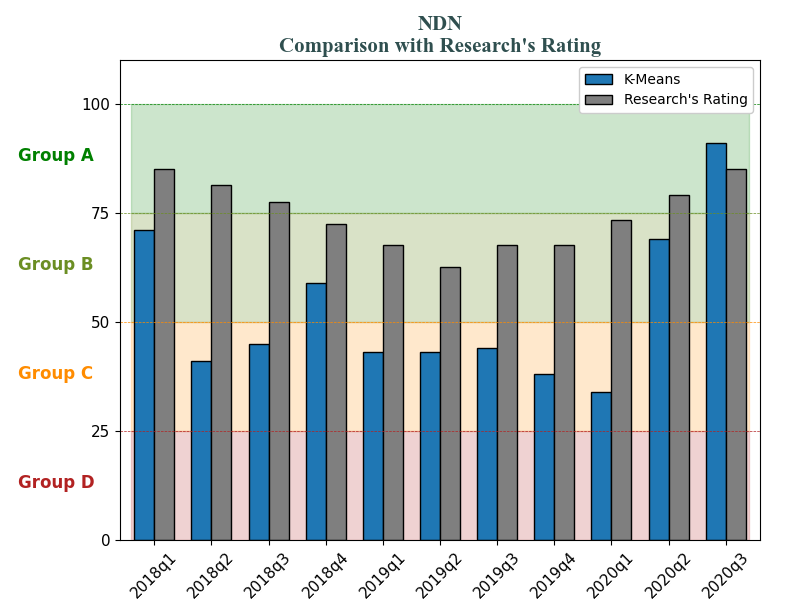 NDN
Comparison with Research's Rating
K-Means
Research's Rating
100
Group A
75
Group B
50
Group C
25
Group D
0
2018q1
2018q2
2018q3
2018q4
2019q1
2019q2
2019q3
2019q4
2020q1
2020q2
2020q3